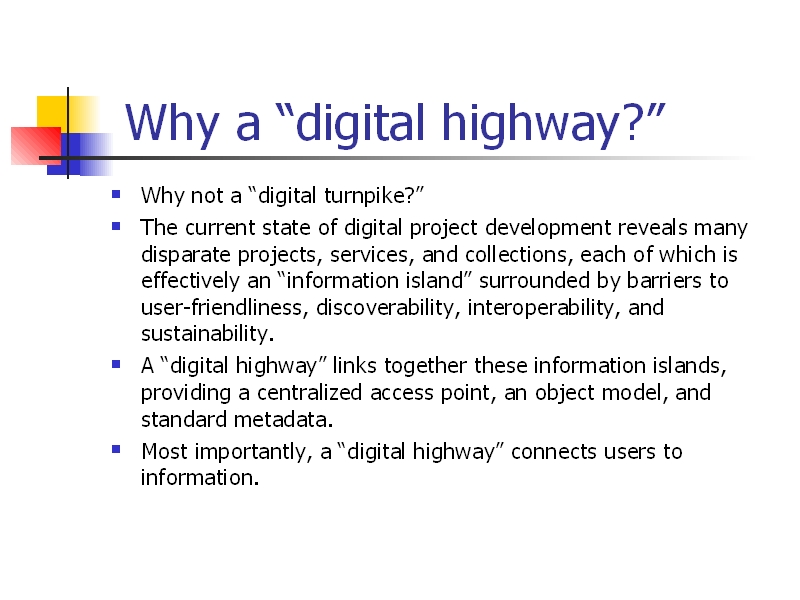 Why a “digital highway?”
Why not a “digital turnpike?”
The current state of digital project development reveals many
disparate projects, services, and collections, each of which is
effectively an “information island” surrounded by barriers to
user-friendliness, discoverability, interoperability, and
sustainability.
A “digital highway” links together these information islands,
providing a centralized access point, an object model, and
standard metadata.
Most importantly, a “digital highway” connects users to
information.